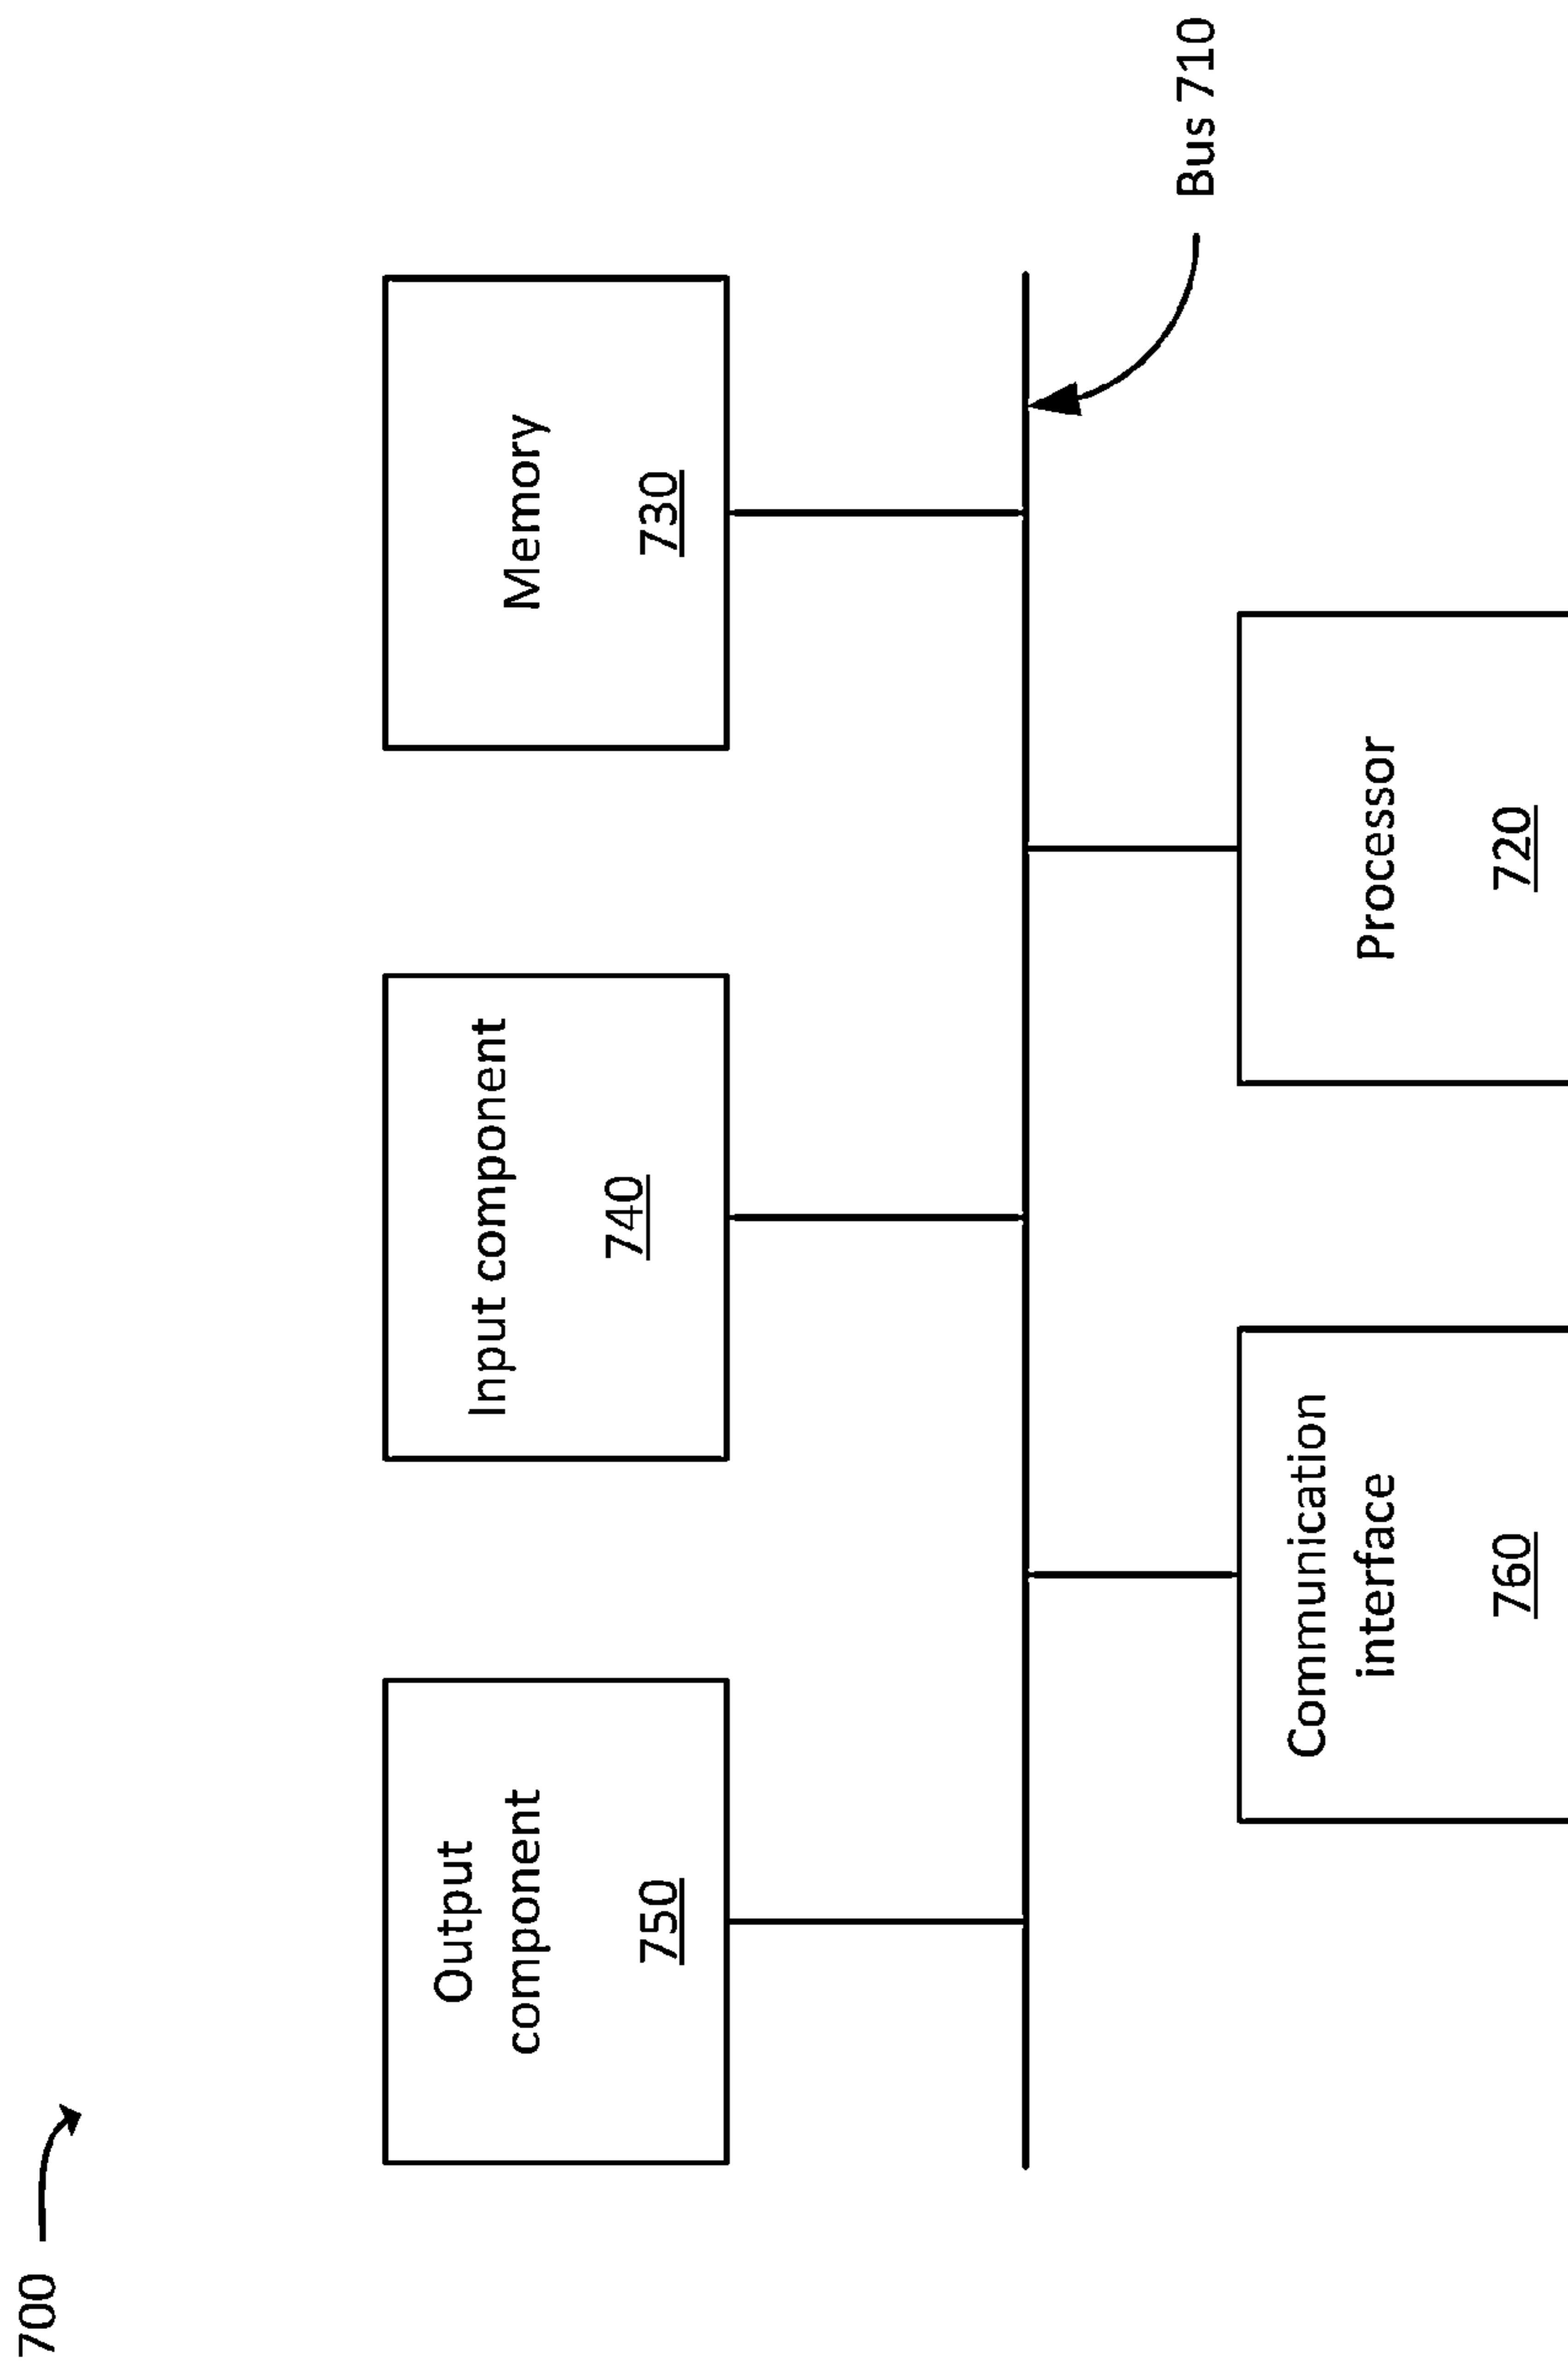 700
Output
component
750
Input component
740
Memory
730
Bus 710
Communication
interface
760
Processor
720